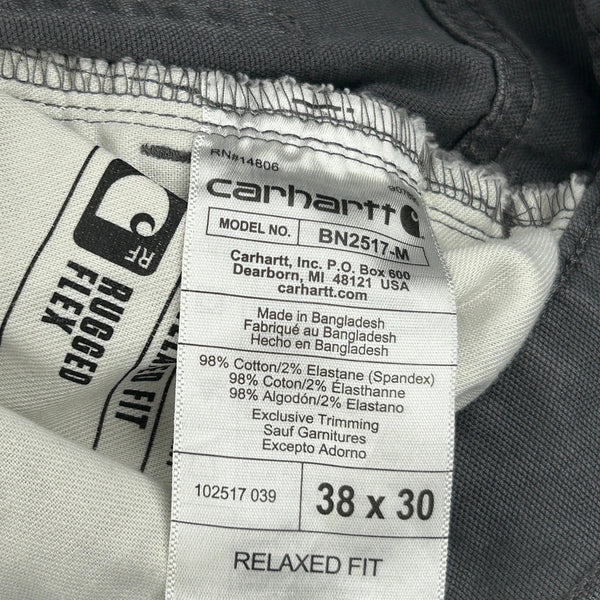 RN#14806
carhartt
MODEL NO. BN2517-M
Carhartt, Inc. P.O. Box 600
Dearborn, MI 48121 USA
carhartt.com
Made in Bangladesh
Fabriqué au Bangladesh
Hecho en Bangladesh
98% Cotton/2% Elastane (Spandex)
98% Coton/2% Élasthanne
98% Algodón/2% Elastano
Exclusive Trimming
Sauf Garnitures
Excepto Adorno
102517 039 38 x 30
RELAXED FIT
RF
RUGGED
FLEX
FIT